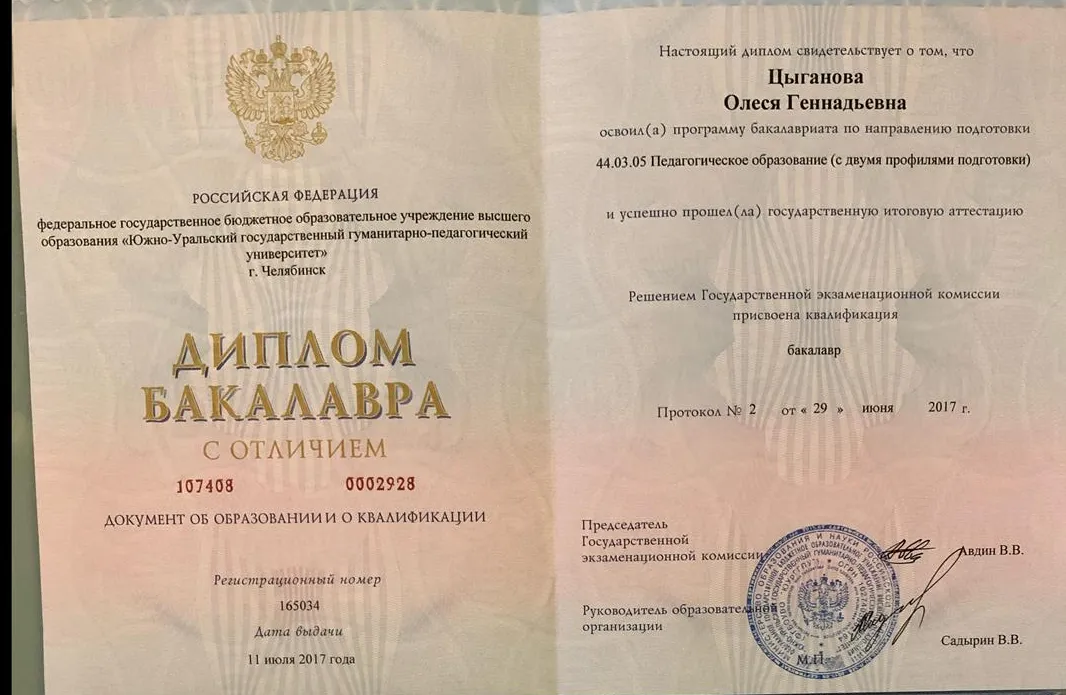 РОССИЙСКАЯ ФЕДЕРАЦИЯ
федеральное государственное бюджетное образовательное учреждение высшего
образования «Южно-Уральский государственный гуманитарно-педагогический
университет»
г. Челябинск
ДИПЛОМ
БАКАЛАВРА
С ОТЛИЧИЕМ
107408 0002928
ДОКУМЕНТ ОБ ОБРАЗОВАНИИ И О КВАЛИФИКАЦИИ
Регистрационный номер
165034
Дата выдачи
11 июля 2017 года
Настоящий диплом свидетельствует о том, что
Цыганова
Олеся Геннадьевна
освоил(а) программу бакалавриата по направлению подготовки
44.03.05 Педагогическое образование (с двумя профилями подготовки)
и успешно прошел(ла) государственную итоговую аттестацию
Решением Государственной экзаменационной комиссии
присвоена квалификация
бакалавр
Протокол № 2 от « 29 » июня 2017 г.
Председатель
Государственной
экзаменационной комиссии Авдин В.В.
Руководитель образовательной
организации
Садырин В.В.
М.П.